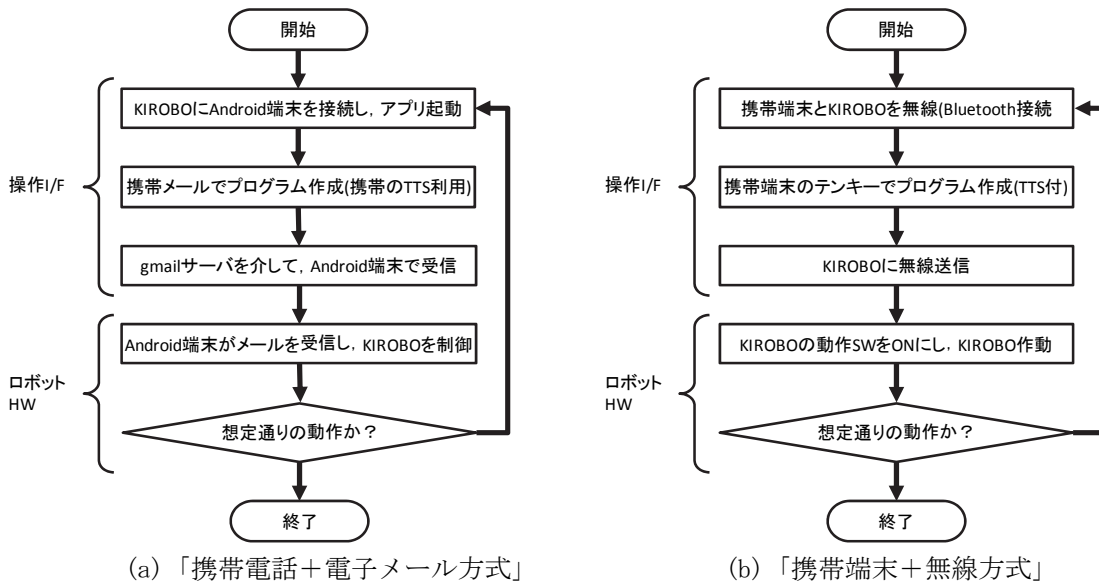 開始
KIROBOにAndroid端末を接続し，アプリ起動
携帯メールでプログラム作成(携帯のTTS利用)
gmailサーバを介して，Android端末で受信
操作I/F
Android端末がメールを受信し，KIROBOを制御
ロボット
HW
想定通りの動作か？
終了
(a) 「携帯電話＋電子メール方式」
開始
携帯端末とKIROBOを無線(Bluetooth接続
携帯端末のテンキーでプログラム作成(TTS付)
KIROBOに無線送信
操作I/F
KIROBOの動作SWをONにし，KIROBO作動
ロボット
HW
想定通りの動作か？
終了
(b) 「携帯端末＋無線方式」